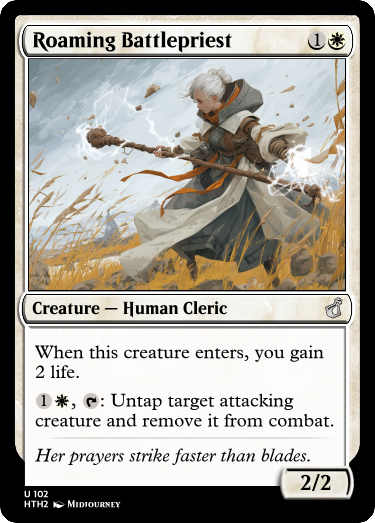 Roaming Battlepriest 1
Creature — Human Cleric
When this creature enters, you gain
2 life.
1, : Untap target attacking
creature and remove it from combat.
Her prayers strike faster than blades.
2/2
U 102
HTH2 Midjourney